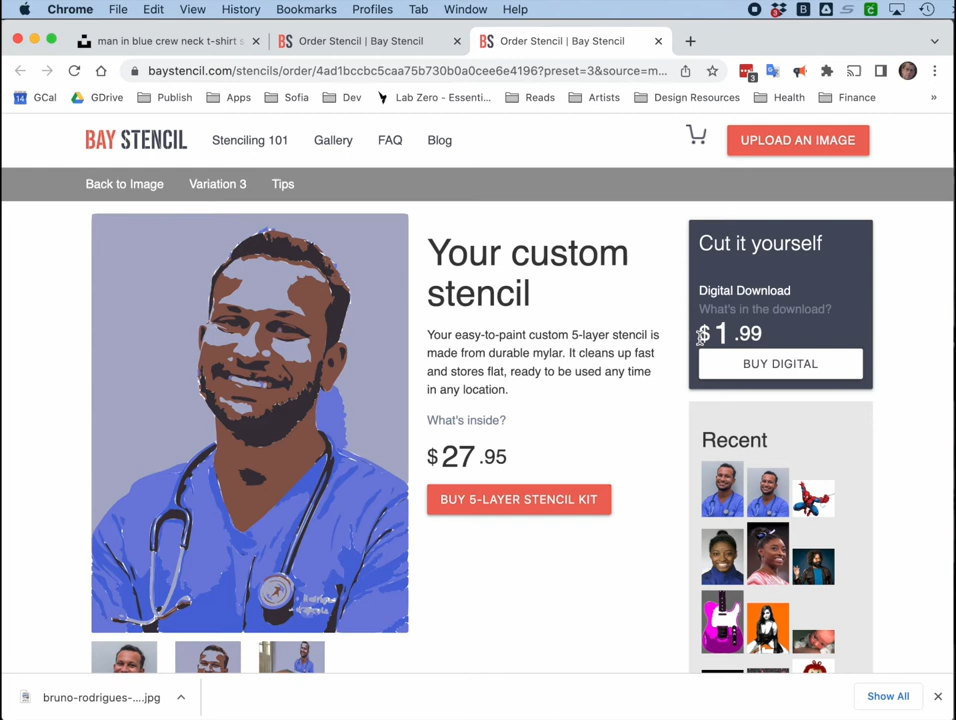 Chrome File Edit View History Bookmarks Profiles Tab Window Help
man in blue crew neck t-shirt s
Order Stencil | Bay Stencil
Order Stencil | Bay Stencil
baystencil.com/stencils/order/4ad1bccbc5caa75b730b0a0cee6e4196?preset=3&source=m...
GCal GDrive Publish Apps Sofia Dev Lab Zero - Essenti... Reads Artists Design Resources Health Finance »
BAY STENCIL Stenciling 101 Gallery FAQ Blog UPLOAD AN IMAGE
Back to Image Variation 3 Tips
Your custom
stencil
Your easy-to-paint custom 5-layer stencil is
made from durable mylar. It cleans up fast
and stores flat, ready to be used any time
in any location.
What's inside?
$27.95
BUY 5-LAYER STENCIL KIT
Cut it yourself
Digital Download
What's in the download?
$1.99
BUY DIGITAL
Recent
bruno-rodrigues-....jpg
Show All